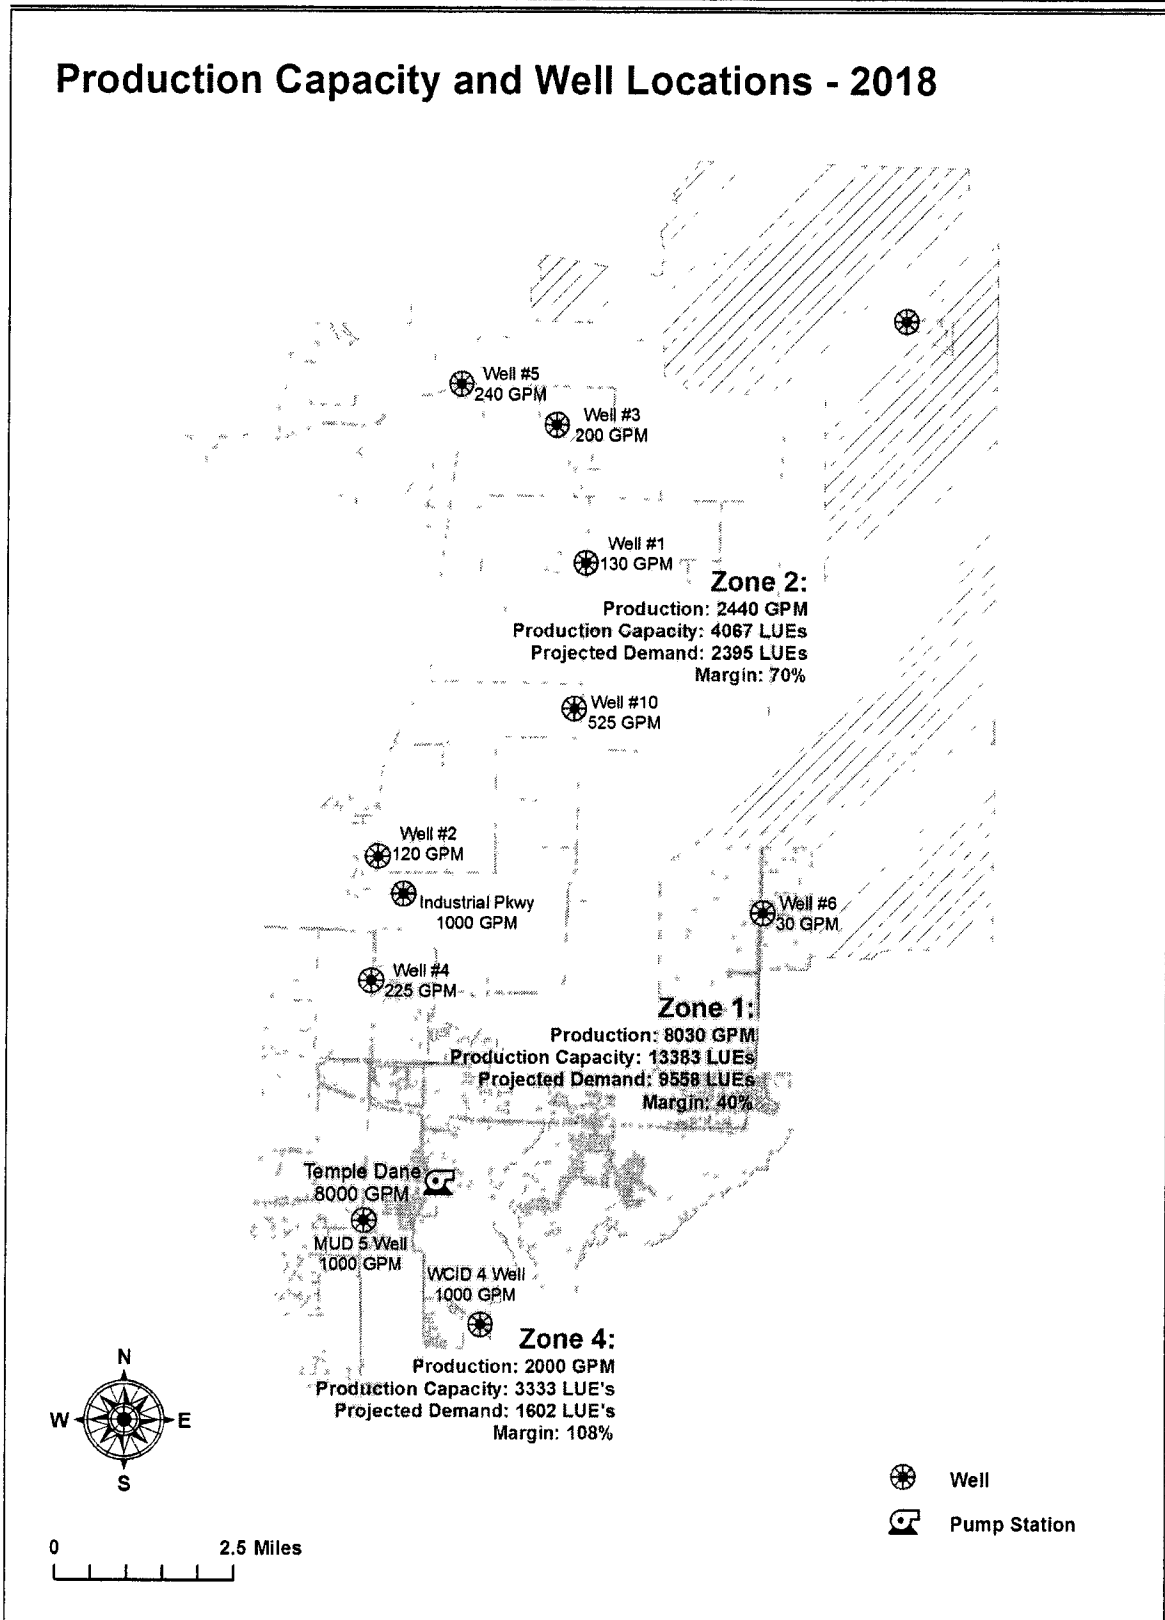 Production Capacity and Well Locations - 2018
Well #5
240 GPM
Well #3
200 GPM
Well #1
130 GPM
Zone 2:
Production: 2440 GPM
Production Capacity: 4067 LUEs
Projected Demand: 2395 LUEs
Margin: 70%
Well #10
525 GPM
Well #2
120 GPM
Industrial Pkwy
1000 GPM
Well #6
30 GPM
Well #4
225 GPM
Zone 1:
Production: 8030 GPM
Production Capacity: 13383 LUEs
Projected Demand: 9558 LUEs
Margin: 40%
Temple Dane
8000 GPM
MUD 5 Well
1000 GPM
WCID 4 Well
1000 GPM
Zone 4:
Production: 2000 GPM
Production Capacity: 3333 LUE's
Projected Demand: 1602 LUE's
Margin: 108%
N
W E
S
Well
Pump Station
0 2.5 Miles